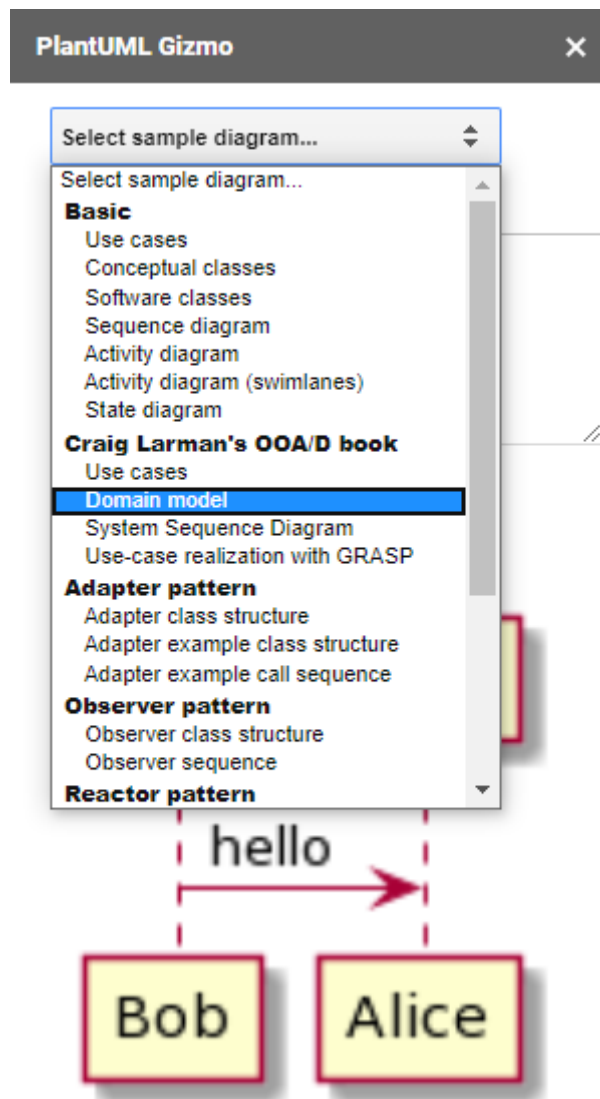 PlantUML Gizmo
Select sample diagram...
Select sample diagram...
Basic
Use cases
Conceptual classes
Software classes
Sequence diagram
Activity diagram
Activity diagram (swimlanes)
State diagram
Craig Larman's OOA/D book
Use cases
Domain model
System Sequence Diagram
Use-case realization with GRASP
Adapter pattern
Adapter class structure
Adapter example class structure
Adapter example call sequence
Observer pattern
Observer class structure
Observer sequence
Reactor pattern
hello
Bob Alice